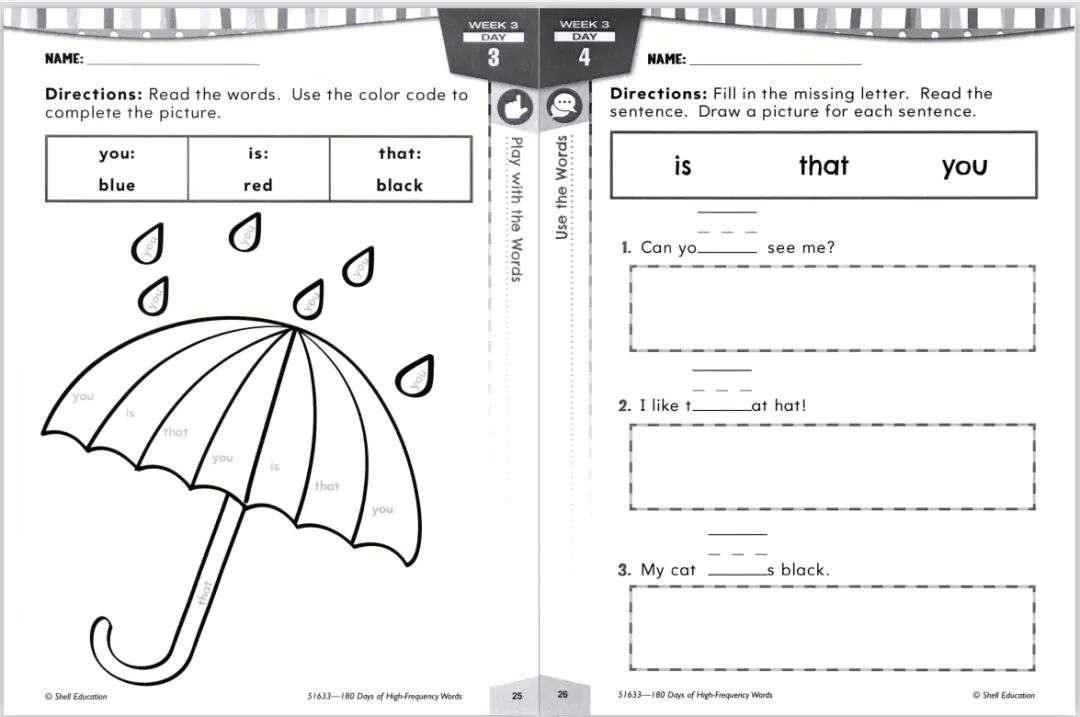 WEEK 3
DAY
3
NAME:
Directions: Read the words. Use the color code to
complete the picture.
you: is: that:
blue red black
you
you
you
you
you
you
you
is
that
you
is
that
you
that
Play with the Words
© Shell Education
51633—180 Days of High-Frequency Words
25
WEEK 3
DAY
4
NAME:
Directions: Fill in the missing letter. Read the
sentence. Draw a picture for each sentence.
is that you
Use the Words
1. Can yo______ see me?
2. I like t______at hat!
3. My cat ______s black.
26
51633—180 Days of High-Frequency Words
© Shell Education